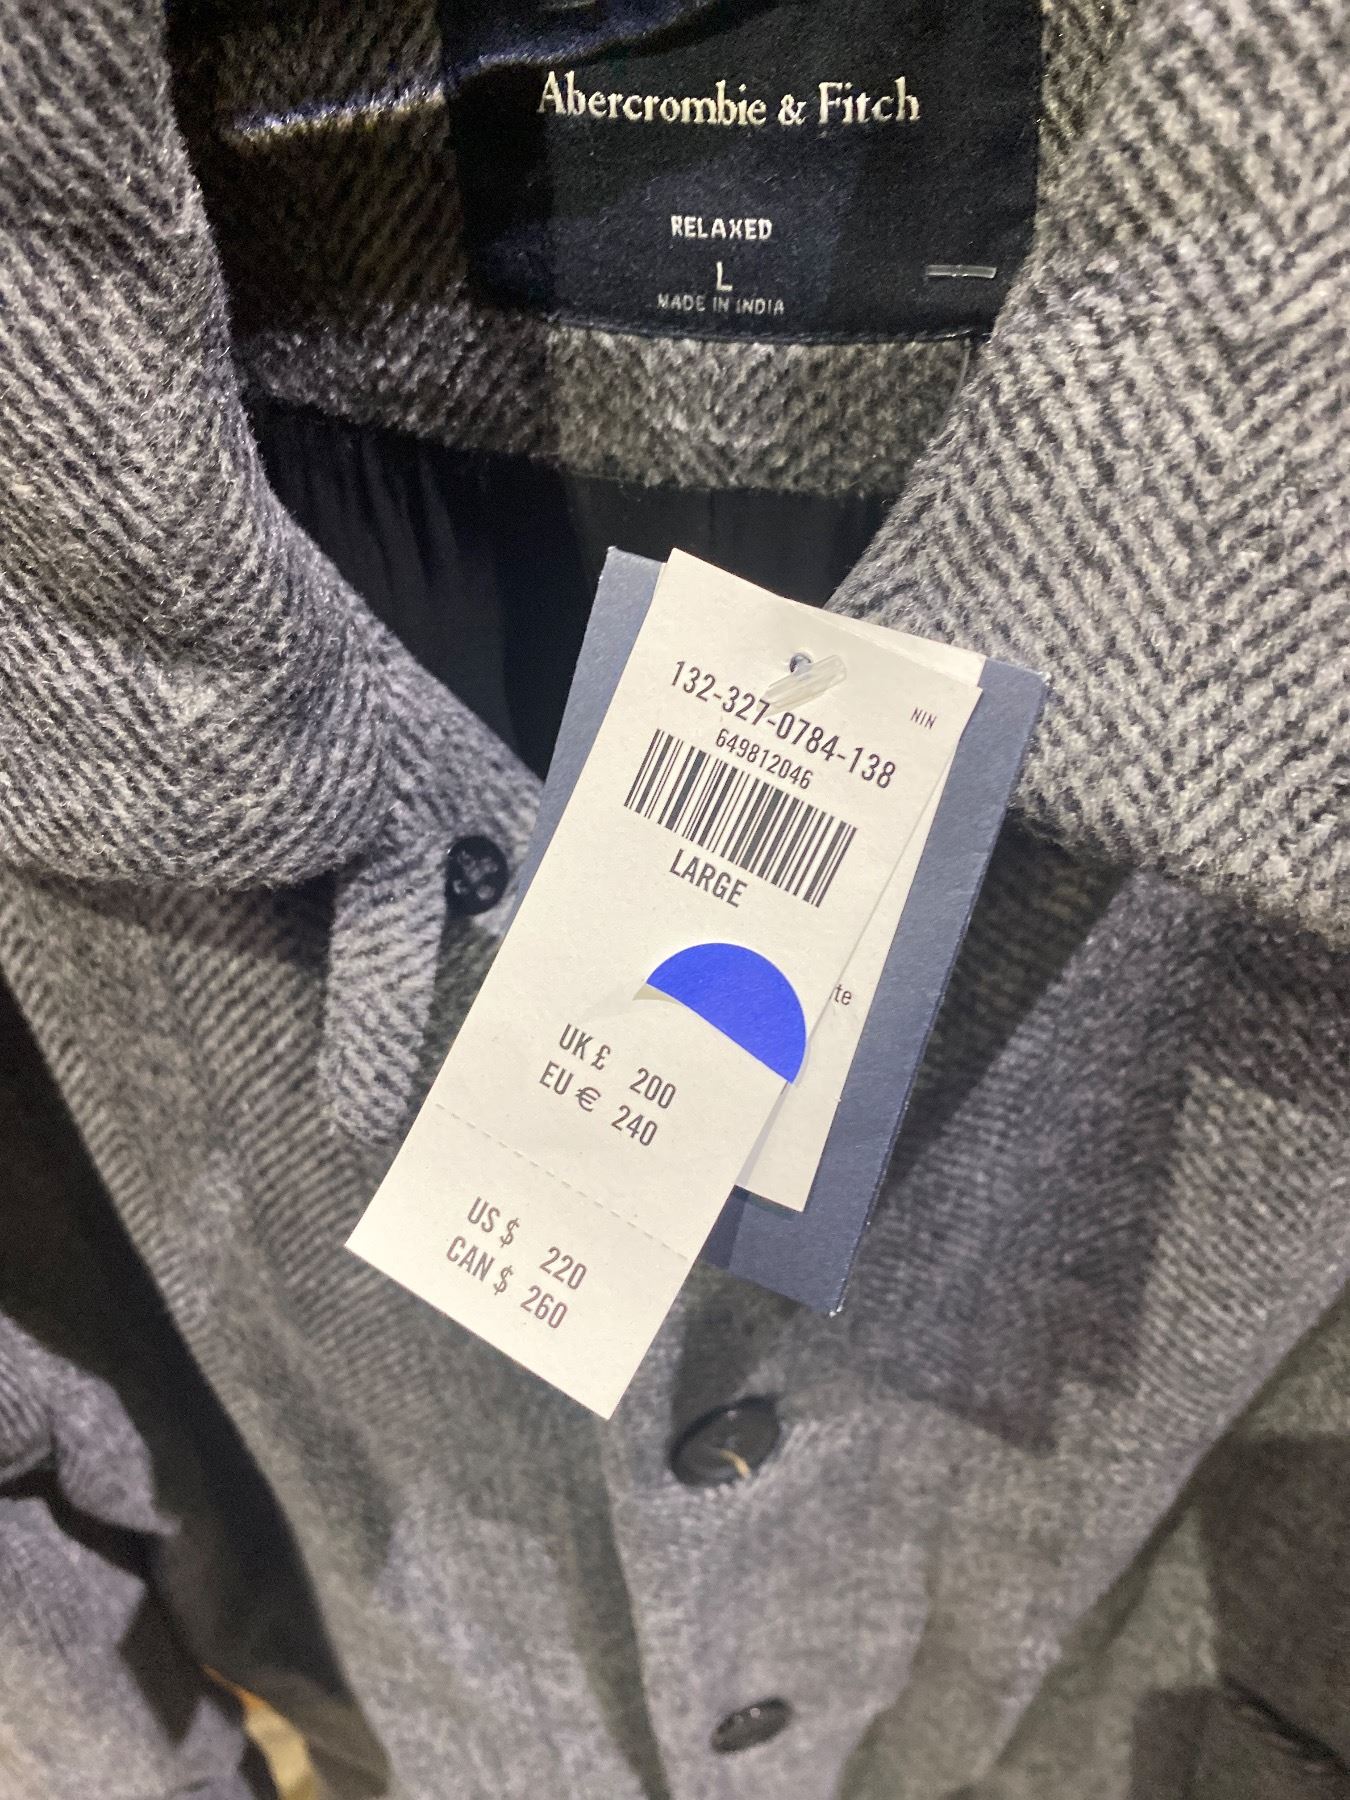 Abercrombie & Fitch
RELAXED
L
MADE IN INDIA
NIN
132-327-0784-138
649812046
LARGE
te
UK £ 200
EU € 240
US $ 220
CAN $ 260